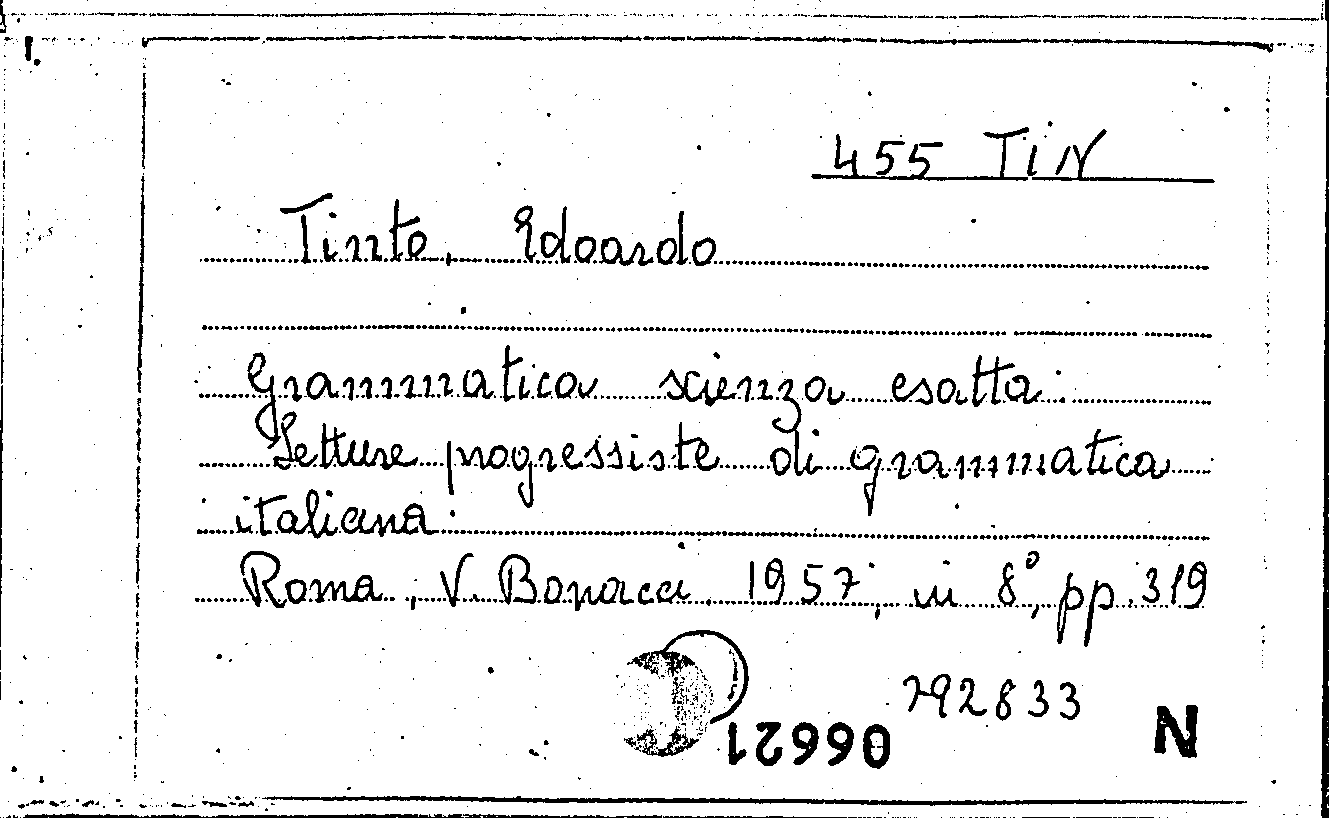 1.
455 TIN
Tinto, Edoardo
Grammatica scienza esatta:
Letture progressiste di grammatica
italiana.
Roma, V. Bonacci, 1957; in 8°, pp. 319
792833
06621
N